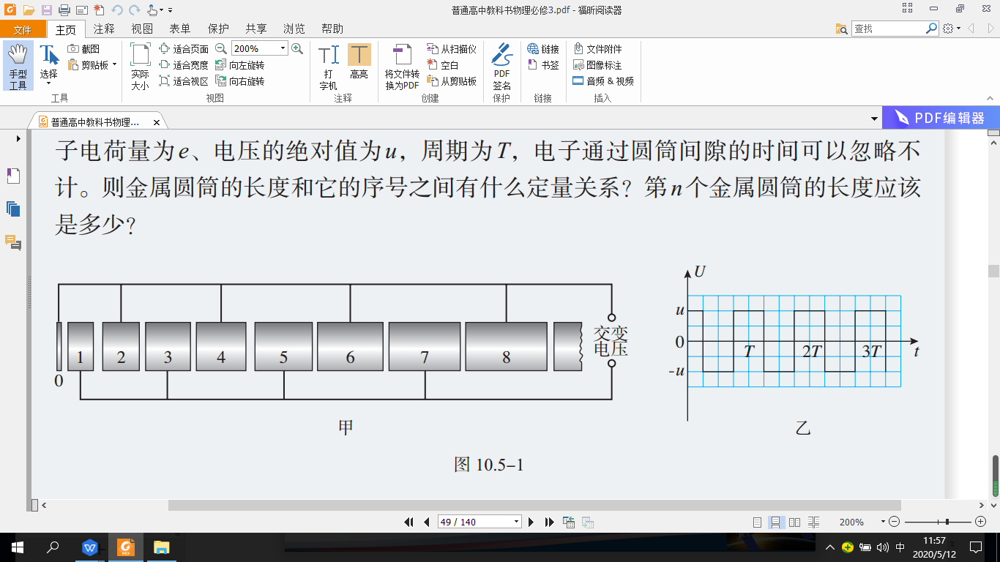 普通高中教科书物理必修3.pdf - 福昕阅读器
文件 主页 注释 视图 表单 保护 共享 浏览 帮助
查找
手型工具
选择
截图
剪贴板
工具
实际大小
适合页面
适合宽度
适合视区
200%
向左旋转
向右旋转
视图
打字机
高亮
注释
将文件转换为PDF
从扫描仪
空白
从剪贴板
创建
PDF签名
保护
链接
书签
链接
文件附件
图像标注
音频 & 视频
插入
普通高中教科书物理...
PDF编辑器
子电荷量为 e、电压的绝对值为 u，周期为 T，电子通过圆筒间隙的时间可以忽略不
计。则金属圆筒的长度和它的序号之间有什么定量关系？第 n 个金属圆筒的长度应该
是多少？
0 1 2 3 4 5 6 7 8
交变
电压
甲
U
u
0
-u
T 2T 3T
t
乙
图 10.5-1
49 / 140
200%
中
11:57
2020/5/12